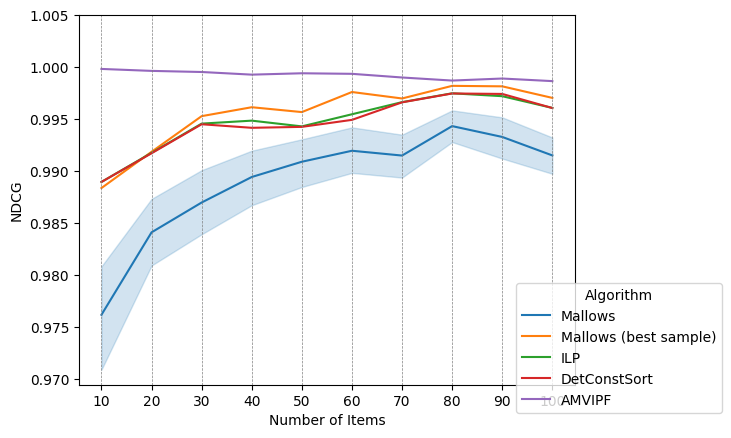 1.005
1.000
0.995
0.990
0.985
0.980
0.975
0.970
NDCG
10 20 30 40 50 60 70 80 90 100
Number of Items
Algorithm
Mallows
Mallows (best sample)
ILP
DetConstSort
AMVIPF